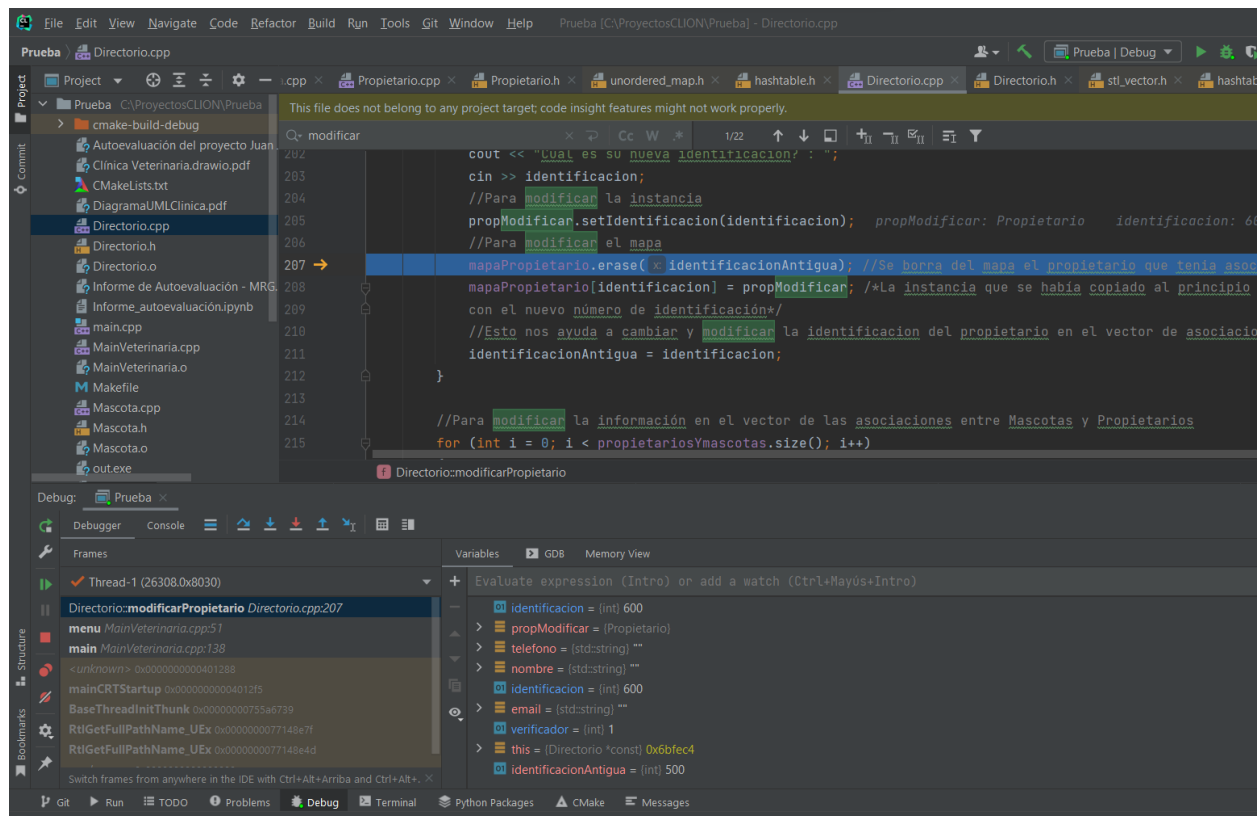 File Edit View Navigate Code Refactor Build Run Tools Git Window Help Prueba [C:\ProyectosCLION\Prueba] - Directorio.cpp
Prueba Directorio.cpp Prueba | Debug
Project .cpp Propietario.cpp Propietario.h unordered_map.h hashtable.h Directorio.cpp Directorio.h stl_vector.h hashtab
Prueba C:\ProyectosCLION\Prueba
This file does not belong to any project target; code insight features might not work properly.
cmake-build-debug
modificar Cc W .* 1/22
Autoevaluación del proyecto Juan
202 cout << "Cual es su nueva identificacion? : ";
Clínica Veterinaria.drawio.pdf
203 cin >> identificacion;
CMakeLists.txt
204 //Para modificar la instancia
DiagramaUMLClinica.pdf
205 propModificar.setIdentificacion(identificacion); propModificar: Propietario identificacion: 60
Directorio.cpp
206 //Para modificar el mapa
Directorio.h
207 mapaPropietario.erase( x: identificacionAntigua); //Se borra del mapa el propietario que tenia asoc
Directorio.o
208 mapaPropietario[identificacion] = propModificar; /*La instancia que se había copiado al principio
Informe de Autoevaluación - MRG.
209 con el nuevo número de identificación*/
Informe_autoevaluación.ipynb
210 //Esto nos ayuda a cambiar y modificar la identificacion del propietario en el vector de asociacio
main.cpp
211 identificacionAntigua = identificacion;
MainVeterinaria.cpp
212 }
MainVeterinaria.o
213
Makefile
214 //Para modificar la información en el vector de las asociaciones entre Mascotas y Propietarios
Mascota.cpp
215 for (int i = 0; i < propietariosYmascotas.size(); i++)
Mascota.h
Mascota.o
out.exe
Directorio::modificarPropietario
Debug: Prueba
Debugger Console
Frames
Variables GDB Memory View
Thread-1 (26308.0x8030)
Evaluate expression (Intro) or add a watch (Ctrl+Mayús+Intro)
Directorio::modificarPropietario Directorio.cpp:207
menu MainVeterinaria.cpp:51
main MainVeterinaria.cpp:138
<unknown> 0x0000000000401288
mainCRTStartup 0x00000000004012f5
BaseThreadInitThunk 0x00000000755a6739
RtlGetFullPathName_UEx 0x0000000077148e7f
RtlGetFullPathName_UEx 0x0000000077148e4d
Switch frames from anywhere in the IDE with Ctrl+Alt+Arriba and Ctrl+Alt+.
identificacion = {int} 600
propModificar = {Propietario}
telefono = {std::string} ""
nombre = {std::string} ""
identificacion = {int} 600
email = {std::string} ""
verificador = {int} 1
this = {Directorio *const} 0x6bfec4
identificacionAntigua = {int} 500
Project
Commit
Structure
Bookmarks
Git Run TODO Problems Debug Terminal Python Packages CMake Messages